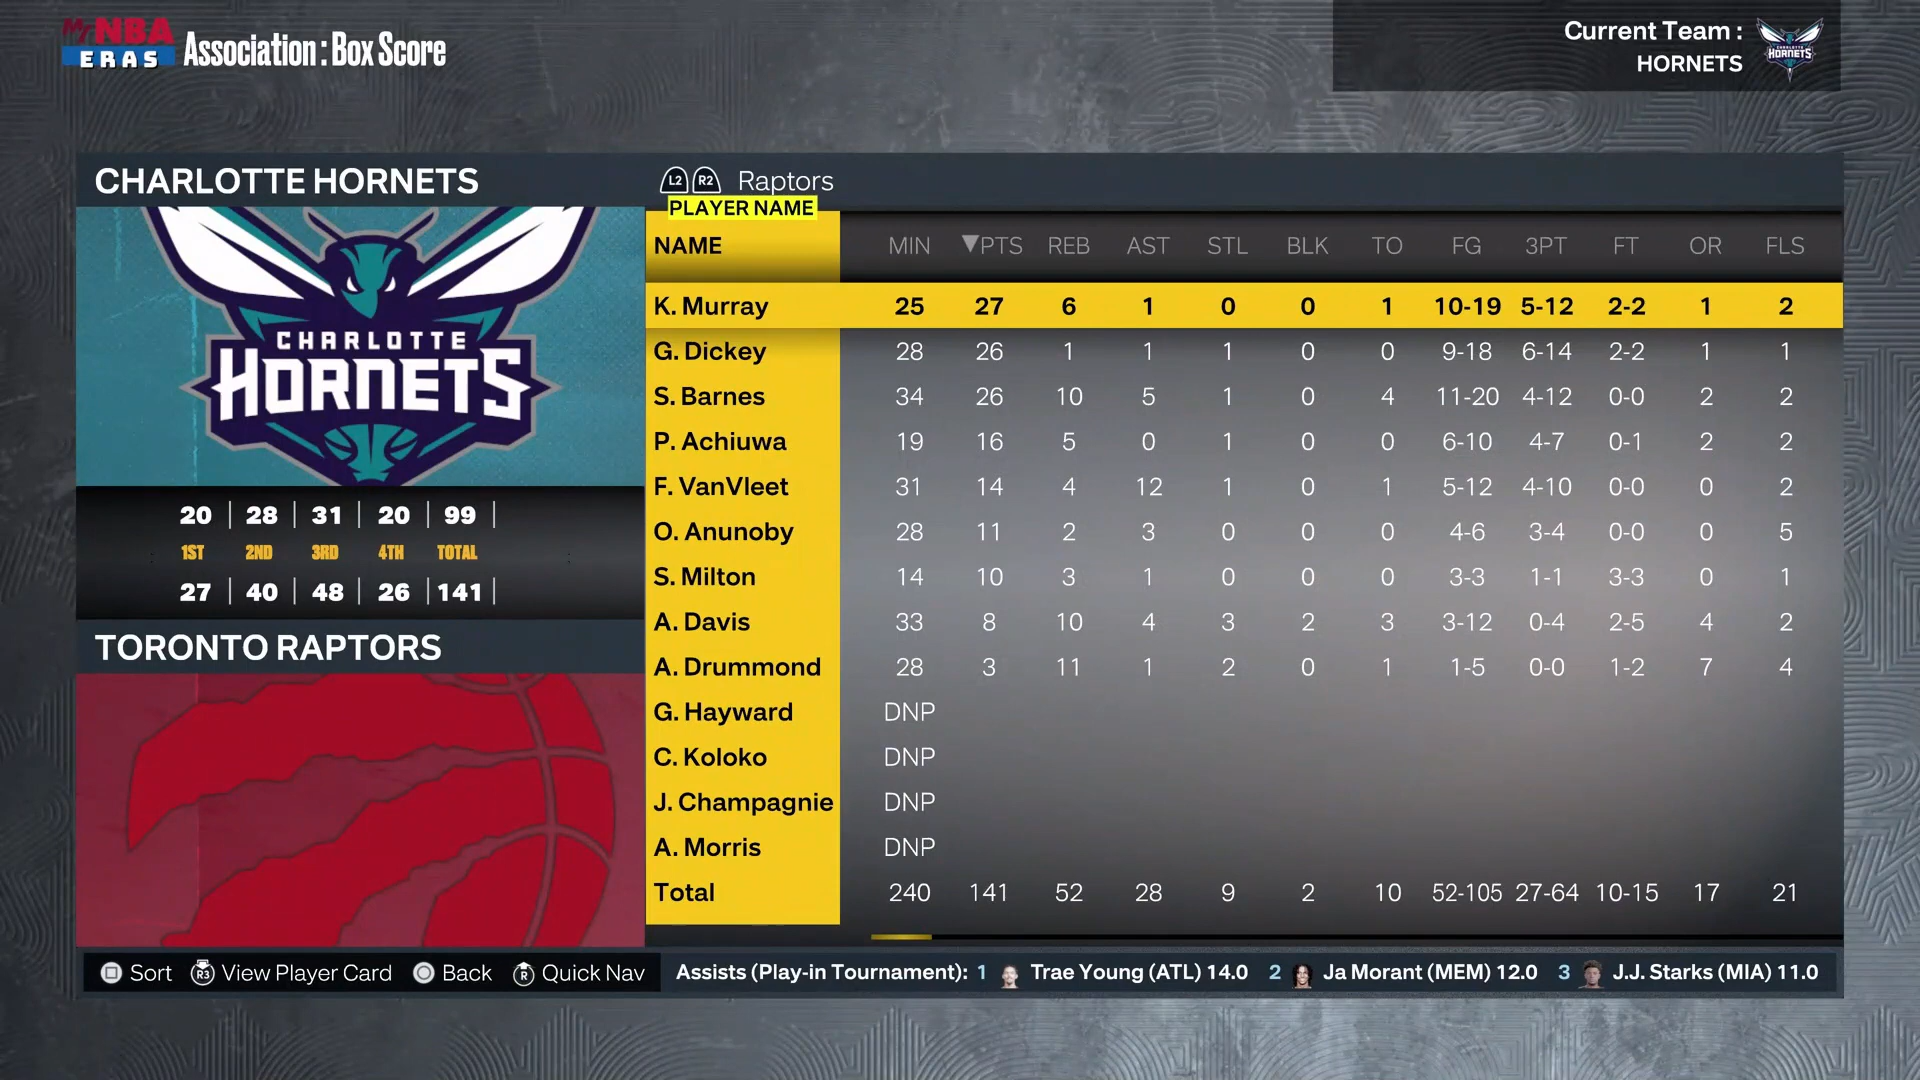 MyNBA ERAS Association : Box Score
Current Team :
HORNETS
CHARLOTTE HORNETS
CHARLOTTE
HORNETS
20 28 31 20 99
1ST 2ND 3RD 4TH TOTAL
27 40 48 26 141
TORONTO RAPTORS
L2 R2 Raptors
PLAYER NAME
NAME MIN ▼PTS REB AST STL BLK TO FG 3PT FT OR FLS
K. Murray 25 27 6 1 0 0 1 10-19 5-12 2-2 1 2
G. Dickey 28 26 1 1 1 0 0 9-18 6-14 2-2 1 1
S. Barnes 34 26 10 5 1 0 4 11-20 4-12 0-0 2 2
P. Achiuwa 19 16 5 0 1 0 0 6-10 4-7 0-1 2 2
F. VanVleet 31 14 4 12 1 0 1 5-12 4-10 0-0 0 2
O. Anunoby 28 11 2 3 0 0 0 4-6 3-4 0-0 0 5
S. Milton 14 10 3 1 0 0 0 3-3 1-1 3-3 0 1
A. Davis 33 8 10 4 3 2 3 3-12 0-4 2-5 4 2
A. Drummond 28 3 11 1 2 0 1 1-5 0-0 1-2 7 4
G. Hayward DNP
C. Koloko DNP
J. Champagnie DNP
A. Morris DNP
Total 240 141 52 28 9 2 10 52-105 27-64 10-15 17 21
Sort R3 View Player Card Back R Quick Nav
Assists (Play-in Tournament): 1 Trae Young (ATL) 14.0 2 Ja Morant (MEM) 12.0 3 J.J. Starks (MIA) 11.0